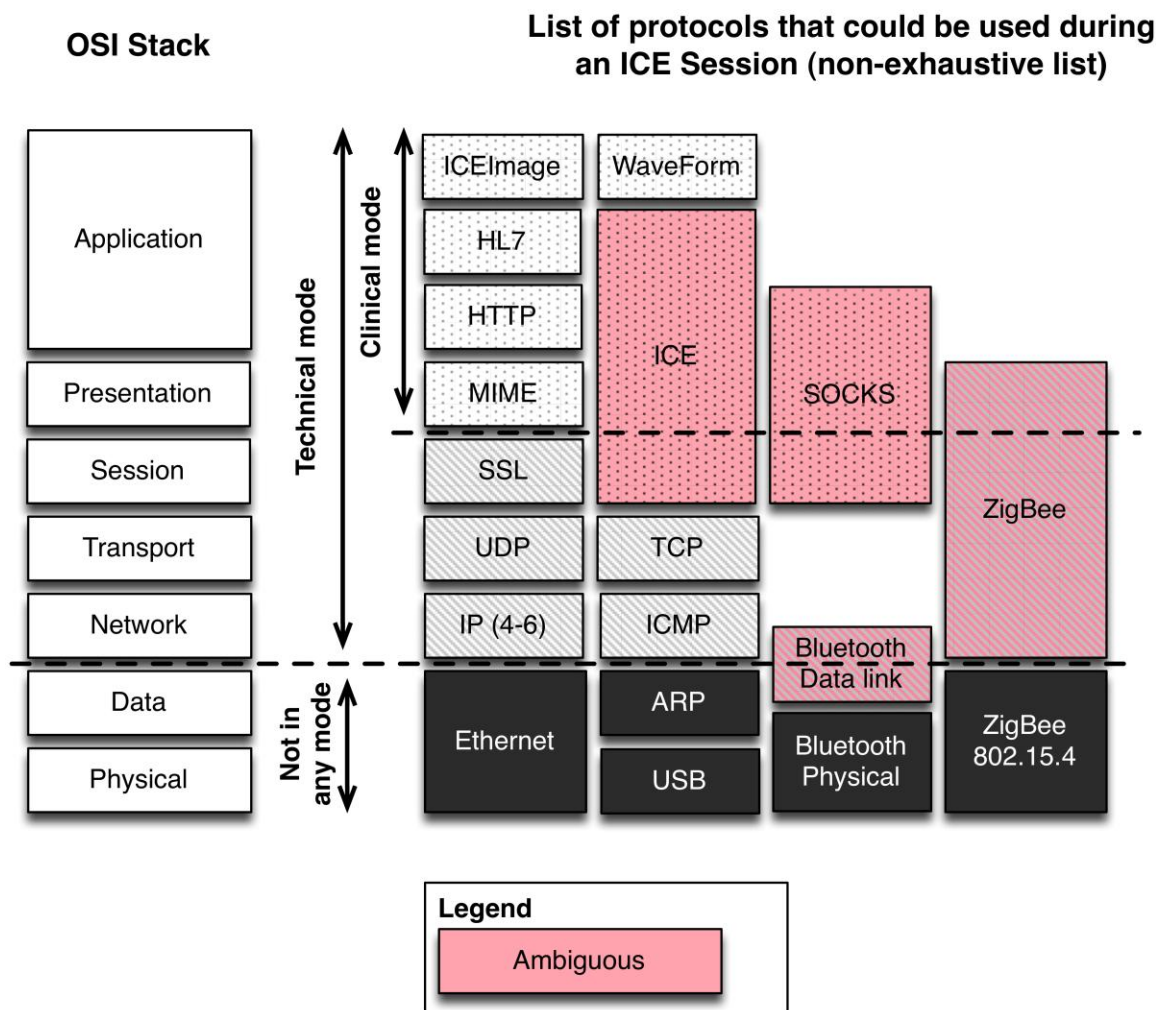 OSI Stack
List of protocols that could be used during
an ICE Session (non-exhaustive list)
Application
Presentation
Session
Transport
Network
Data
Physical
Technical mode
Clinical mode
Not in
any mode
ICEImage
HL7
HTTP
MIME
SSL
UDP
IP (4-6)
Ethernet
WaveForm
ICE
TCP
ICMP
ARP
USB
SOCKS
Bluetooth
Data link
Bluetooth
Physical
ZigBee
ZigBee
802.15.4
Legend
Ambiguous